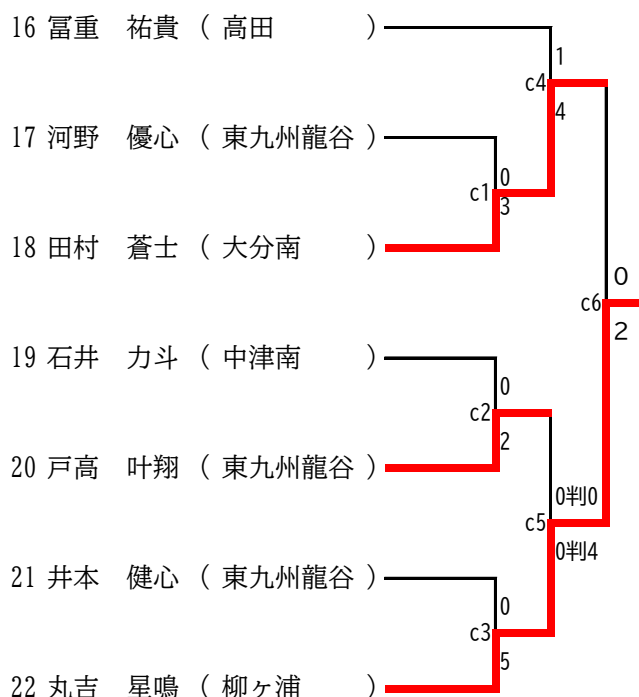 16 冨重　祐貴 （ 高田　　　）
1
c4
4
17 河野　優心 （ 東九州龍谷 ）
0
c1
3
18 田村　蒼士 （ 大分南　　）
0
c6
2
19 石井　力斗 （ 中津南　　）
0
c2
2
20 戸高　叶翔 （ 東九州龍谷 ）
0判0
c5
0判4
21 井本　健心 （ 東九州龍谷 ）
0
c3
5
22 丸吉　星鳴 （ 柳ヶ浦　　）